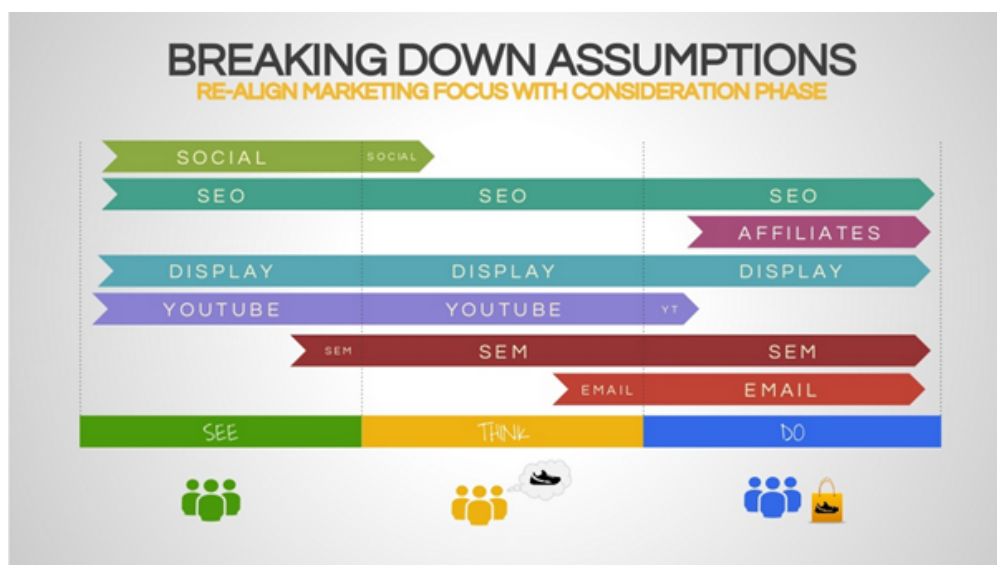 BREAKING DOWN ASSUMPTIONS
RE-ALIGN MARKETING FOCUS WITH CONSIDERATION PHASE
SOCIAL SOCIAL
SEO SEO SEO
AFFILIATES
DISPLAY DISPLAY DISPLAY
YOUTUBE YOUTUBE YT
SEM SEM SEM
EMAIL EMAIL
SEE THINK DO